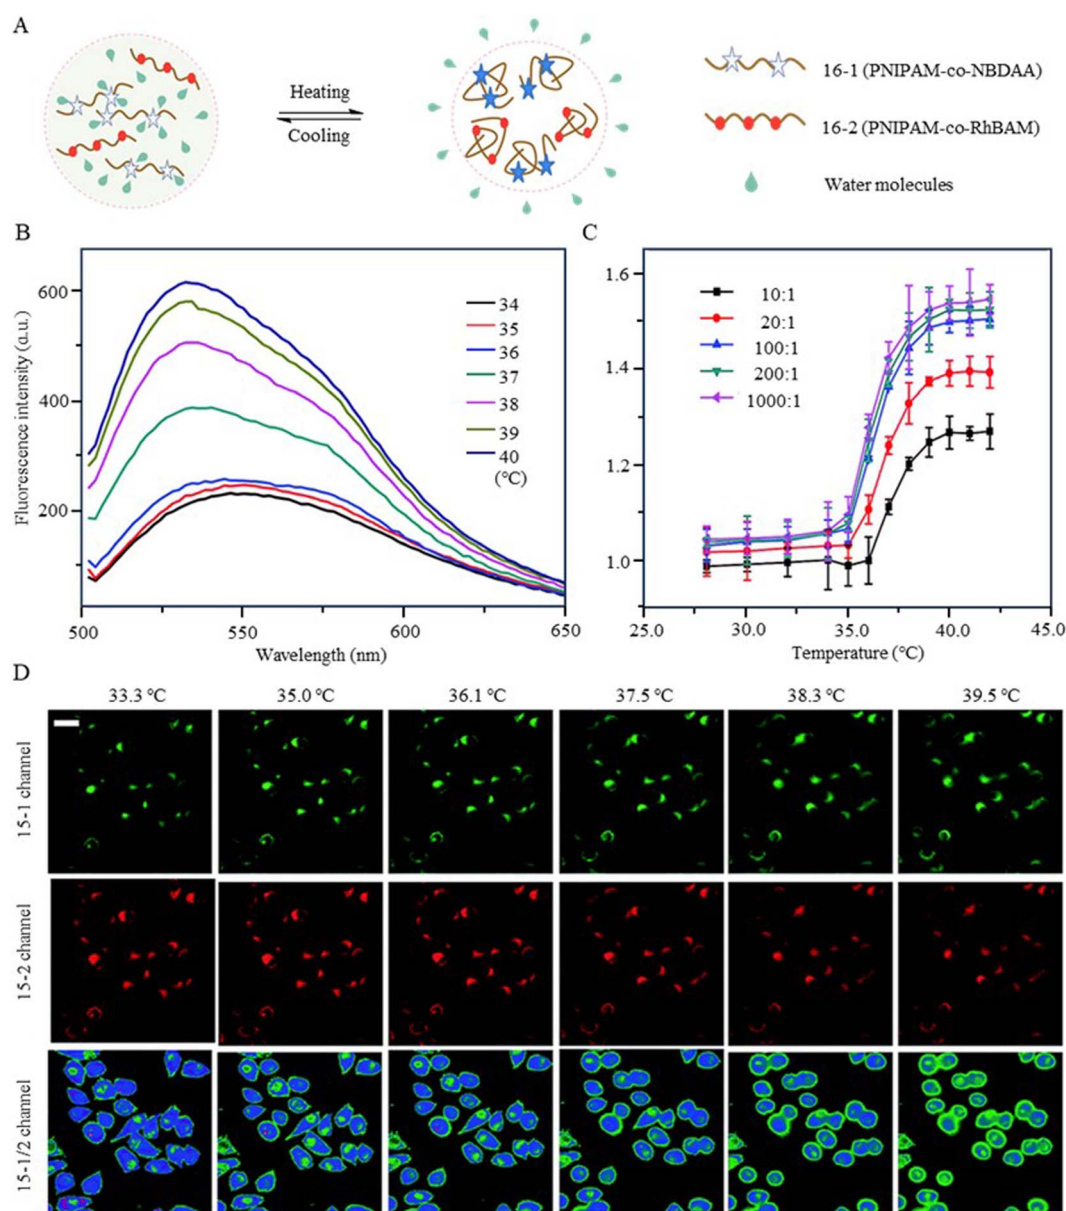 A
Heating
Cooling
16-1 (PNIPAM-co-NBDAA)
16-2 (PNIPAM-co-RhBAM)
Water molecules
B
600
400
200
Fluorescence intensity (a.u.)
34
35
36
37
38
39
40
(°C)
500
550
600
650
Wavelength (nm)
C
1.6
1.4
1.2
1.0
10:1
20:1
100:1
200:1
1000:1
25.0
30.0
35.0
40.0
45.0
Temperature (°C)
D
33.3 °C
35.0 °C
36.1 °C
37.5 °C
38.3 °C
39.5 °C
15-1 channel
15-2 channel
15-1/2 channel